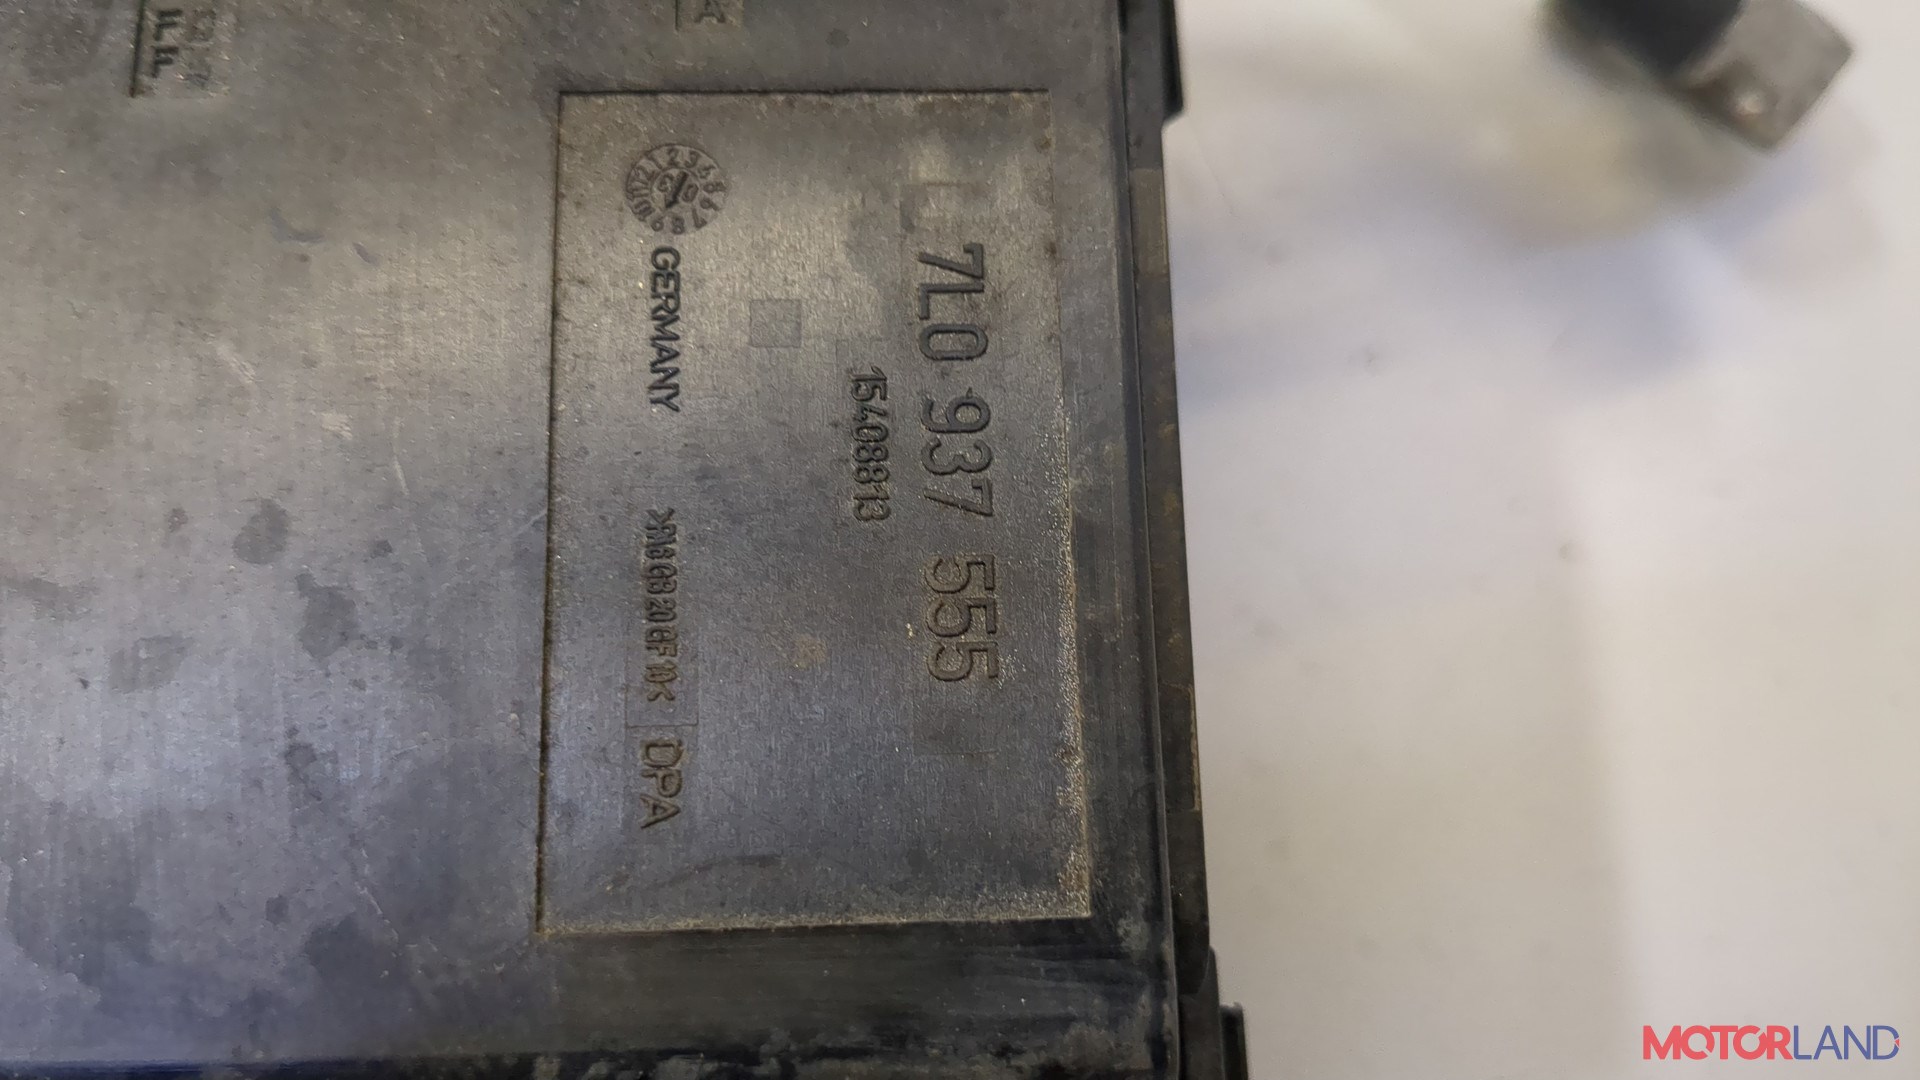 7L0 937 555
15408813
GERMANY
DPA
MOTORLAND